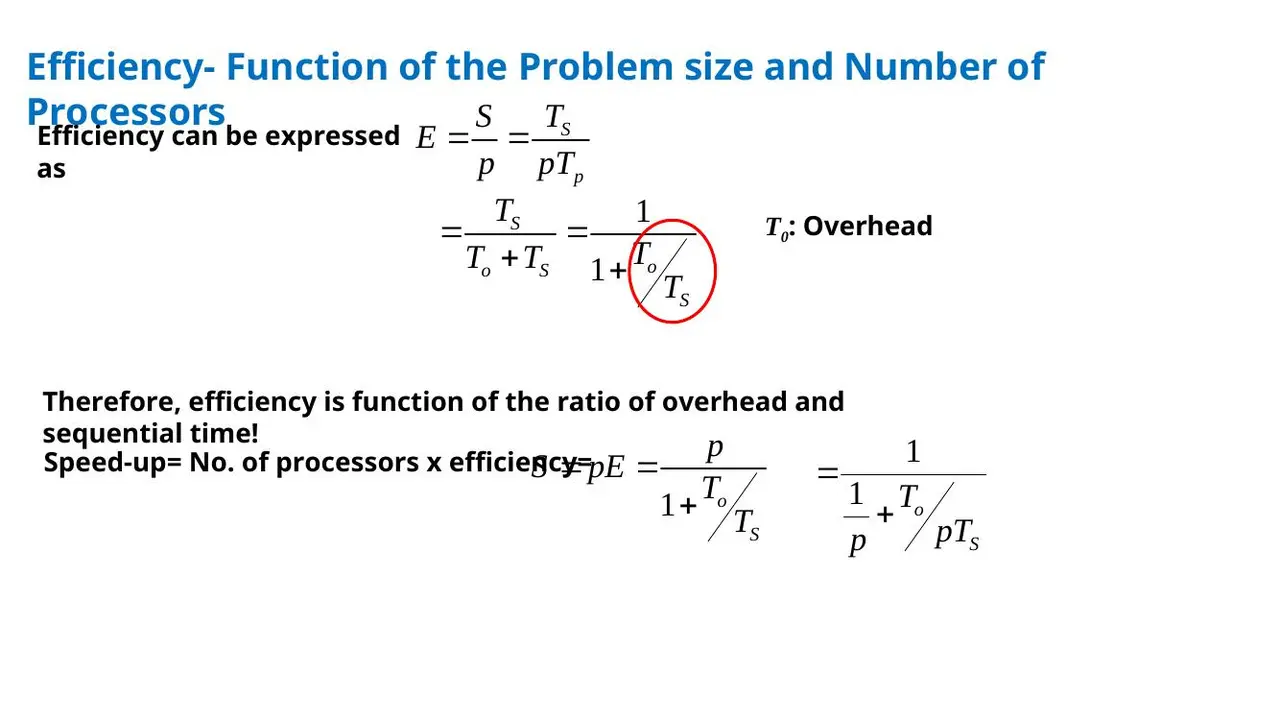 Efficiency- Function of the Problem size and Number of
Processors
Efficiency can be expressed
as
E = S/p = T_S/(pT_p)
= T_S/(T_o + T_S) = 1/(1 + T_o/T_S)
T_0: Overhead
Therefore, efficiency is function of the ratio of overhead and
sequential time!
Speed-up= No. of processors x efficiency=
S = pE = p/(1 + T_o/T_S) = 1/(1/p + T_o/pT_S)